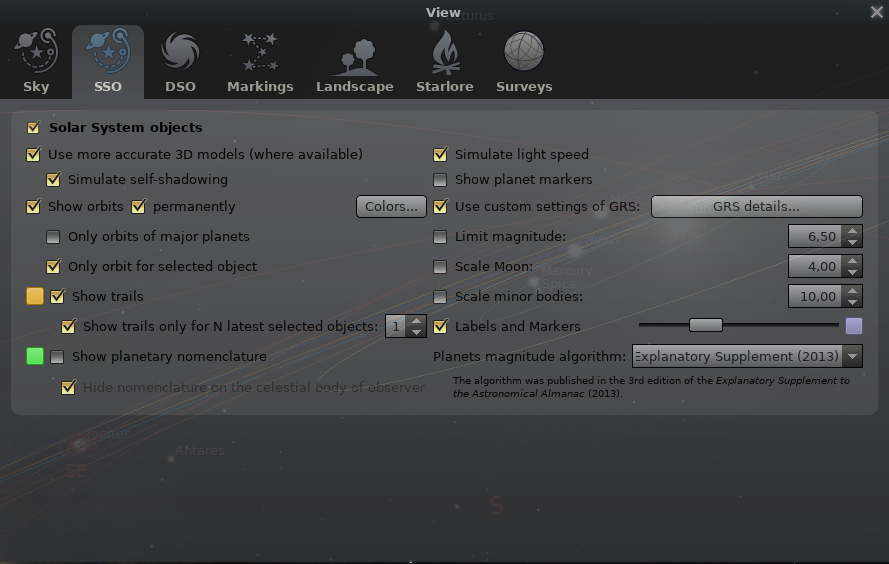 View
Sky SSO DSO Markings Landscape Starlore Surveys
Solar System objects
Use more accurate 3D models (where available)
Simulate self-shadowing
Show orbits permanently Colors...
Only orbits of major planets
Only orbit for selected object
Show trails
Show trails only for N latest selected objects: 1
Show planetary nomenclature
Hide nomenclature on the celestial body of observer
Simulate light speed
Show planet markers
Use custom settings of GRS: GRS details...
Limit magnitude: 6,50
Scale Moon: 4,00
Scale minor bodies: 10,00
Labels and Markers
Planets magnitude algorithm: Explanatory Supplement (2013)
The algorithm was published in the 3rd edition of the Explanatory Supplement to
the Astronomical Almanac (2013).
Mercury
Spica
Jupiter
Antares
SE
S